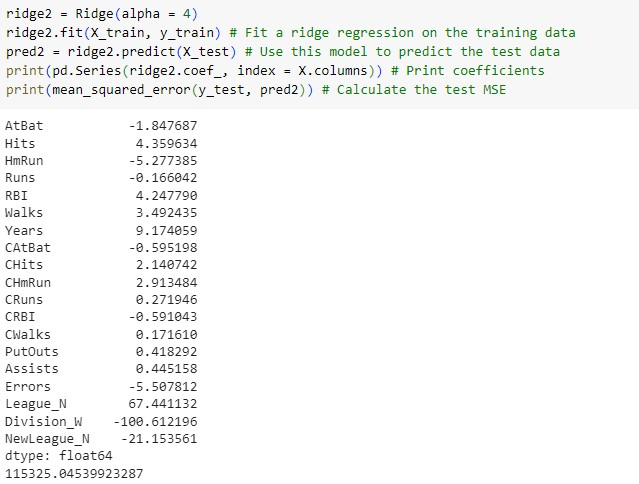 ridge2 = Ridge(alpha = 4)
ridge2.fit(X_train, y_train) # Fit a ridge regression on the training data
pred2 = ridge2.predict(X_test) # Use this model to predict the test data
print(pd.Series(ridge2.coef_, index = X.columns)) # Print coefficients
print(mean_squared_error(y_test, pred2)) # Calculate the test MSE
AtBat -1.847687
Hits 4.359634
HmRun -5.277385
Runs -0.166042
RBI 4.247790
Walks 3.492435
Years 9.174059
CAtBat -0.595198
CHits 2.140742
CHmRun 2.913484
CRuns 0.271946
CRBI -0.591043
CWalks 0.171610
PutOuts 0.418292
Assists 0.445158
Errors -5.507812
League_N 67.441132
Division_W -100.612196
NewLeague_N -21.153561
dtype: float64
115325.04539923287